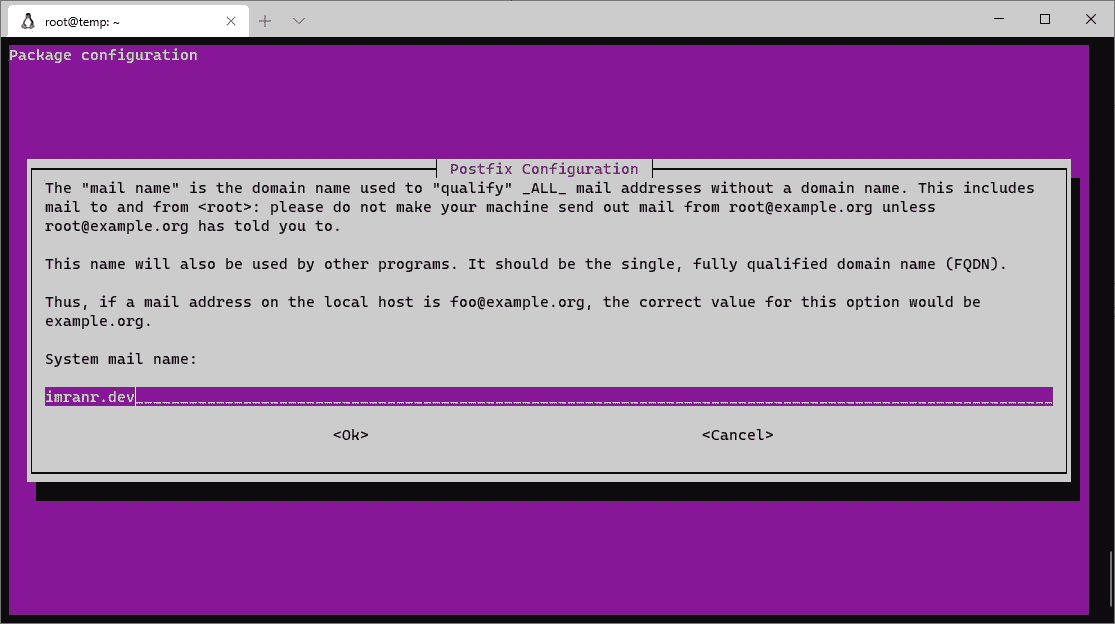 root@temp: ~
Package configuration
Postfix Configuration
The "mail name" is the domain name used to "qualify" _ALL_ mail addresses without a domain name. This includes
mail to and from <root>: please do not make your machine send out mail from root@example.org unless
root@example.org has told you to.
This name will also be used by other programs. It should be the single, fully qualified domain name (FQDN).
Thus, if a mail address on the local host is foo@example.org, the correct value for this option would be
example.org.
System mail name:
imranr.dev
<Ok> <Cancel>